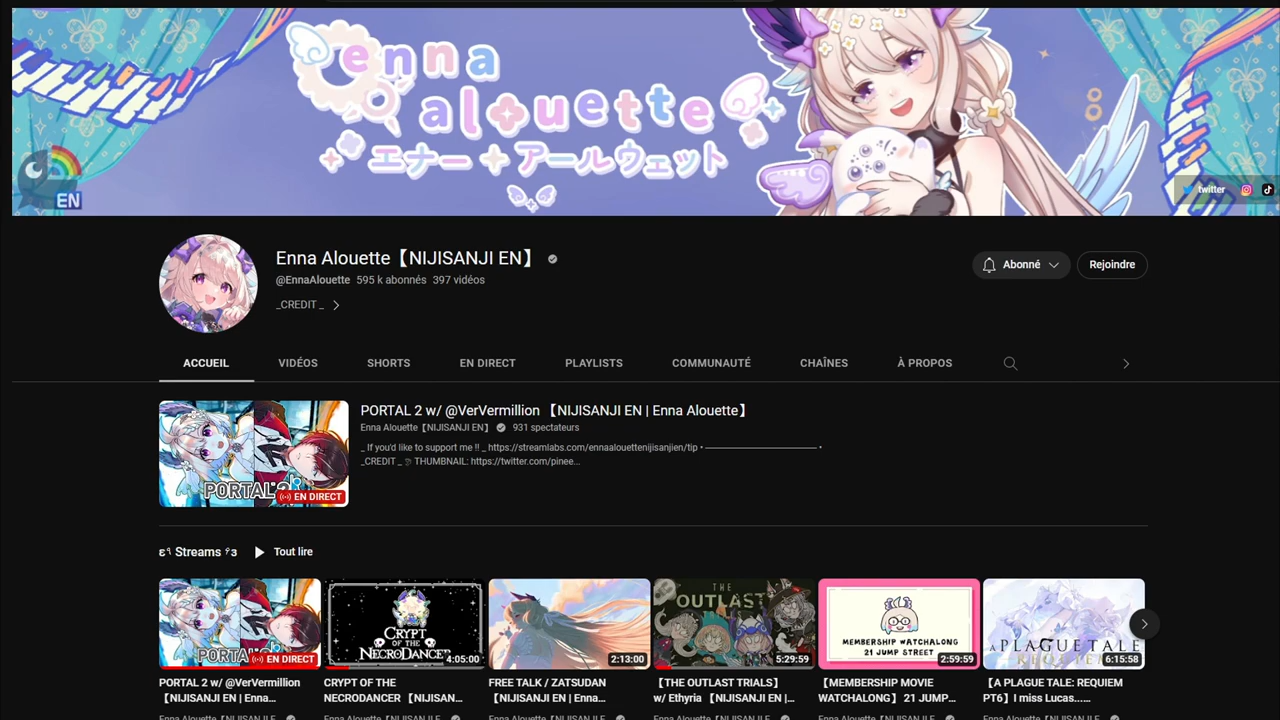 enna
alouette
エナー アールウェット
EN
twitter
Enna Alouette【NIJISANJI EN】
@EnnaAlouette 595 k abonnés 397 vidéos
_CREDIT _
Abonné
Rejoindre
ACCUEIL VIDÉOS SHORTS EN DIRECT PLAYLISTS COMMUNAUTÉ CHAÎNES À PROPOS
PORTAL 2
EN DIRECT
PORTAL 2 w/ @VerVermillion 【NIJISANJI EN | Enna Alouette】
Enna Alouette【NIJISANJI EN】 931 spectateurs
_ If you'd like to support me !! _ https://streamlabs.com/ennaalouettenijisanjien/tip • ———————————— •
_CREDIT _ THUMBNAIL: https://twitter.com/pinee...
Streams
Tout lire
PORTAL
EN DIRECT
CRYPT
OF THE
NECRODANCER
4:05:00
2:13:00
THE
OUTLAST
5:29:59
MEMBERSHIP WATCHALONG
21 JUMP STREET
2:59:59
A PLAGUE TALE
6:15:58
PORTAL 2 w/ @VerVermillion
【NIJISANJI EN | Enna...
CRYPT OF THE
NECRODANCER 【NIJISAN...
FREE TALK / ZATSUDAN
【NIJISANJI EN | Enna...
【THE OUTLAST TRIALS】
w/ Ethyria 【NIJISANJI EN |...
【MEMBERSHIP MOVIE
WATCHALONG】21 JUMP...
【A PLAGUE TALE: REQUIEM
PT6】I miss Lucas......